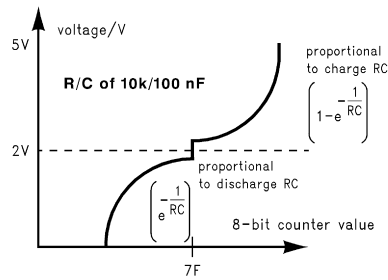 5V
voltage/V
R/C of 10k/100 nF
proportional
to charge RC
(1-e^-1/RC)
2V
proportional
to discharge RC
(e^-1/RC)
8-bit counter value
7F